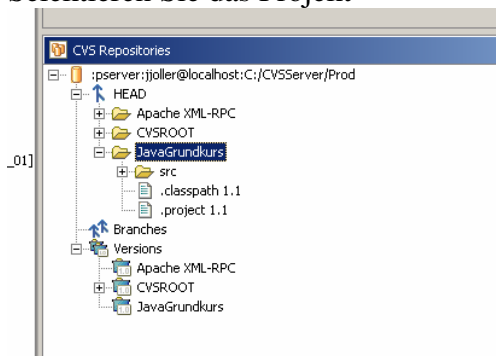 Selektieren Sie das Projekt
CVS Repositories
:pserver:jjoller@localhost:C:/CVSServer/Prod
HEAD
Apache XML-RPC
CVSROOT
JavaGrundkurs
_01]
src
.classpath 1.1
.project 1.1
Branches
Versions
Apache XML-RPC
CVSROOT
JavaGrundkurs